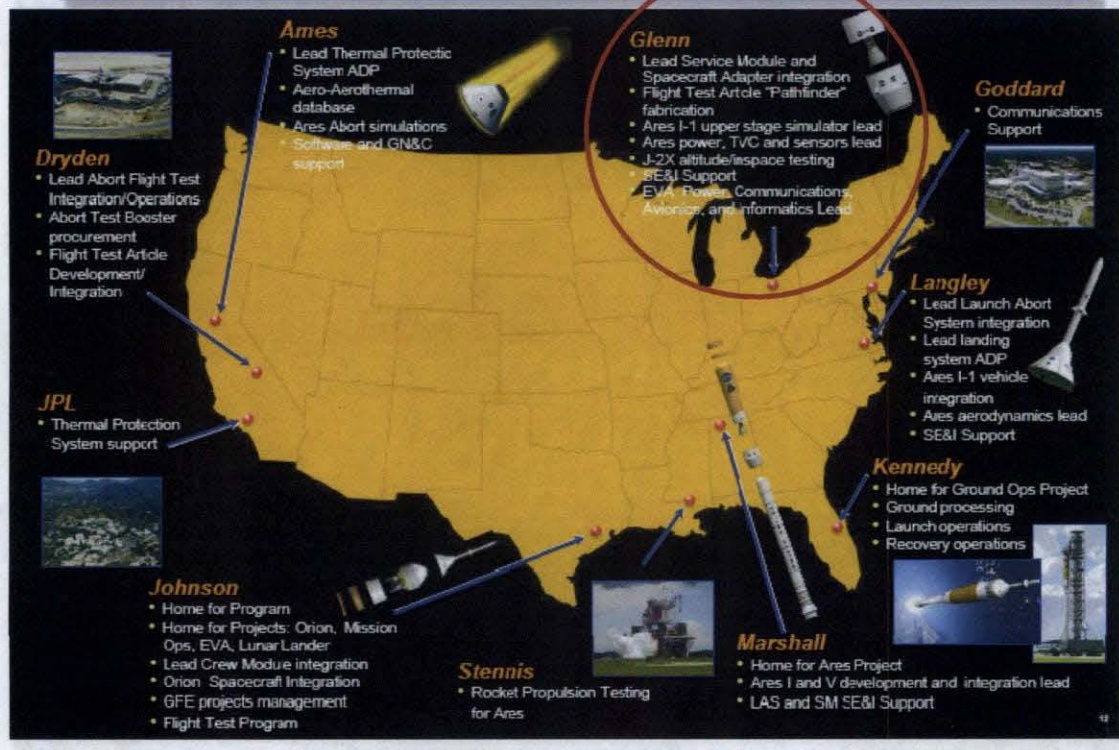 Ames
• Lead Thermal Protectic
System ADP
• Aero-Aerothermal
database
• Ares Abort simulations
• Software and GN&C
support
Glenn
• Lead Service Module and
Spacecraft Adapter integration
• Flight Test Article "Pathfinder"
fabrication
• Ares I-1 upper stage simulator lead
• Ares power, TVC and sensors lead
• J-2X altitude/inspace testing
• SE&I Support
• EVA Power, Communications,
Avionics, and Informatics Lead
Goddard
• Communications
Support
Dryden
• Lead Abort Flight Test
Integration/Operations
• Abort Test Booster
procurement
• Flight Test Article
Development/
Integration
Langley
• Lead Launch Abort
System integration
• Lead landing
system ADP
• Ares I-1 vehicle
integration
• Ares aerodynamics lead
• SE&I Support
JPL
• Thermal Protection
System support
Kennedy
• Home for Ground Ops Project
• Ground processing
• Launch operations
• Recovery operations
Johnson
• Home for Program
• Home for Projects: Orion, Mission
Ops, EVA, Lunar Lander
• Lead Crew Module integration
• Orion Spacecraft Integration
• GFE projects management
• Flight Test Program
Stennis
• Rocket Propulsion Testing
for Ares
Marshall
• Home for Ares Project
• Ares I and V development and integration lead
• LAS and SM SE&I Support